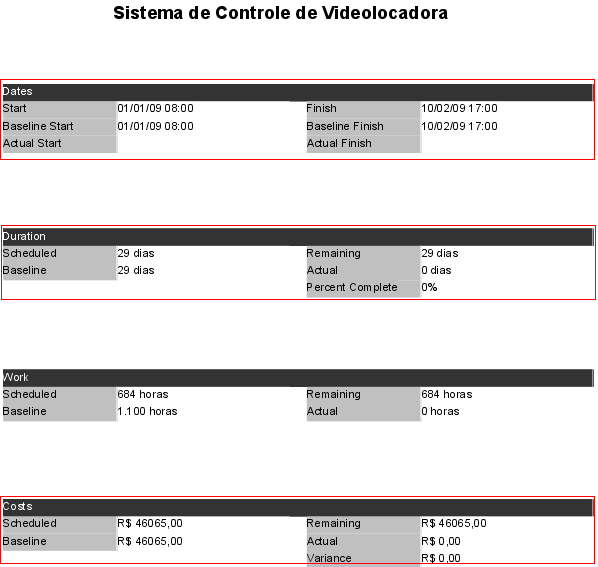 Sistema de Controle de Videolocadora
Dates
Start 01/01/09 08:00 Finish 10/02/09 17:00
Baseline Start 01/01/09 08:00 Baseline Finish 10/02/09 17:00
Actual Start Actual Finish
Duration
Scheduled 29 dias Remaining 29 dias
Baseline 29 dias Actual 0 dias
Percent Complete 0%
Work
Scheduled 684 horas Remaining 684 horas
Baseline 1.100 horas Actual 0 horas
Costs
Scheduled R$ 46065,00 Remaining R$ 46065,00
Baseline R$ 46065,00 Actual R$ 0,00
Variance R$ 0,00